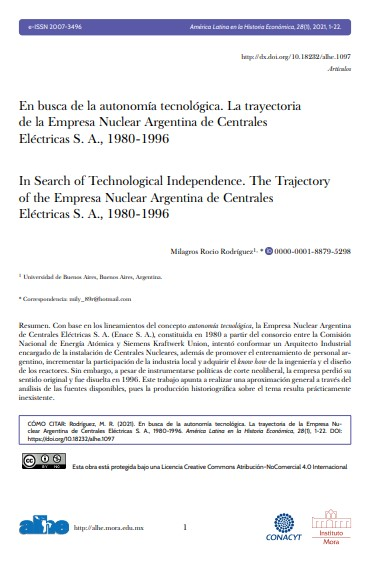 e-ISSN 2007-3496
América Latina en la Historia Económica, 28(1), 2021, 1-22.
http://dx.doi.org/10.18232/alhe.1097
Artículos
En busca de la autonomía tecnológica. La trayectoria
de la Empresa Nuclear Argentina de Centrales
Eléctricas S. A., 1980-1996
In Search of Technological Independence. The Trajectory
of the Empresa Nuclear Argentina de Centrales
Eléctricas S. A., 1980-1996
Milagros Rocío Rodríguez¹, * iD 0000-0001-8879-5298
¹ Universidad de Buenos Aires, Buenos Aires, Argentina.
* Correspondencia: mily_89r@hotmail.com
Resumen. Con base en los lineamientos del concepto autonomía tecnológica, la Empresa Nuclear Argentina
de Centrales Eléctricas S. A. (Enace S. A.), constituida en 1980 a partir del consorcio entre la Comisión
Nacional de Energía Atómica y Siemens Kraftwerk Union, intentó conformar un Arquitecto Industrial
encargado de la instalación de Centrales Nucleares, además de promover el entrenamiento de personal ar-
gentino, incrementar la participación de la industria local y adquirir el know how de la ingeniería y el diseño
de los reactores. Sin embargo, a pesar de instrumentarse políticas de corte neoliberal, la empresa perdió su
sentido original y fue disuelta en 1996. Este trabajo apunta a realizar una aproximación general a través del
análisis de las fuentes disponibles, pues la producción historiográfica sobre el tema resulta prácticamente
inexistente.
CÓMO CITAR: Rodríguez, M. R. (2021). En busca de la autonomía tecnológica. La trayectoria de la Empresa Nu-
clear Argentina de Centrales Eléctricas S. A., 1980-1996. América Latina en la Historia Económica, 28(1), 1-22. DOI:
https://doi.org/10.18232/alhe.1097
cc BY NC Esta obra está protegida bajo una Licencia Creative Commons Atribución-NoComercial 4.0 Internacional
alhe http://alhe.mora.edu.mx 1 CONACYT Instituto
Mora